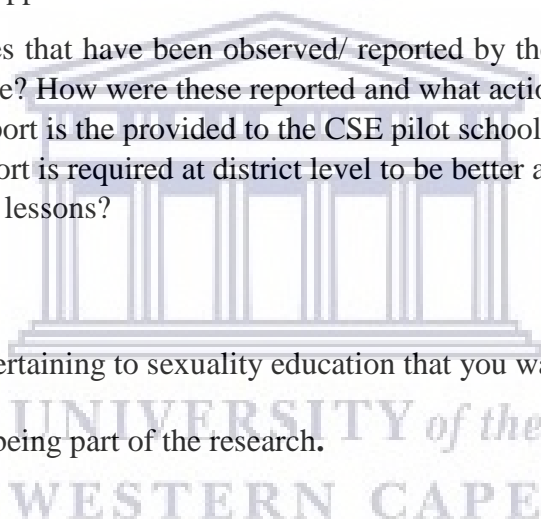 es that have been observed/ reported by the
e? How were these reported and what actio
port is the provided to the CSE pilot school
ort is required at district level to be better a
lessons?
ertaining to sexuality education that you wa
being part of the research.
UNIVERSITY of the
WESTERN CAPE